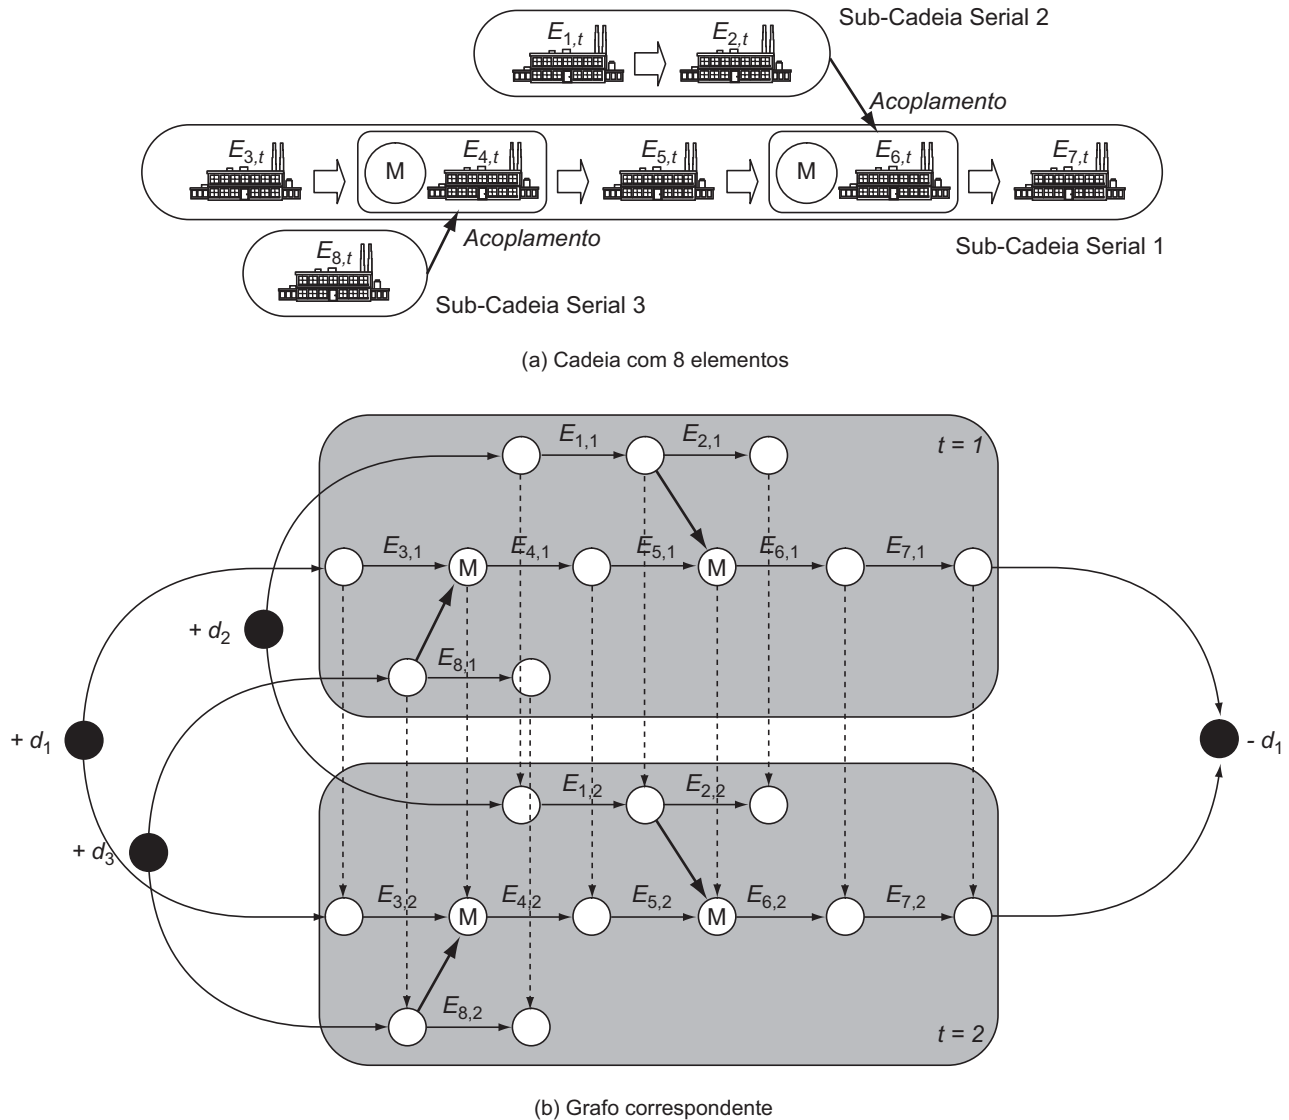 Sub-Cadeia Serial 2
E1,t E2,t
Acoplamento
E3,t M E4,t E5,t M E6,t E7,t
Acoplamento
Sub-Cadeia Serial 1
E8,t
Sub-Cadeia Serial 3
(a) Cadeia com 8 elementos
E1,1 E2,1 t = 1
E3,1 M E4,1 E5,1 M E6,1 E7,1
+ d2
E8,1
+ d1 - d1
E1,2 E2,2
+ d3
E3,2 M E4,2 E5,2 M E6,2 E7,2
E8,2
t = 2
(b) Grafo correspondente